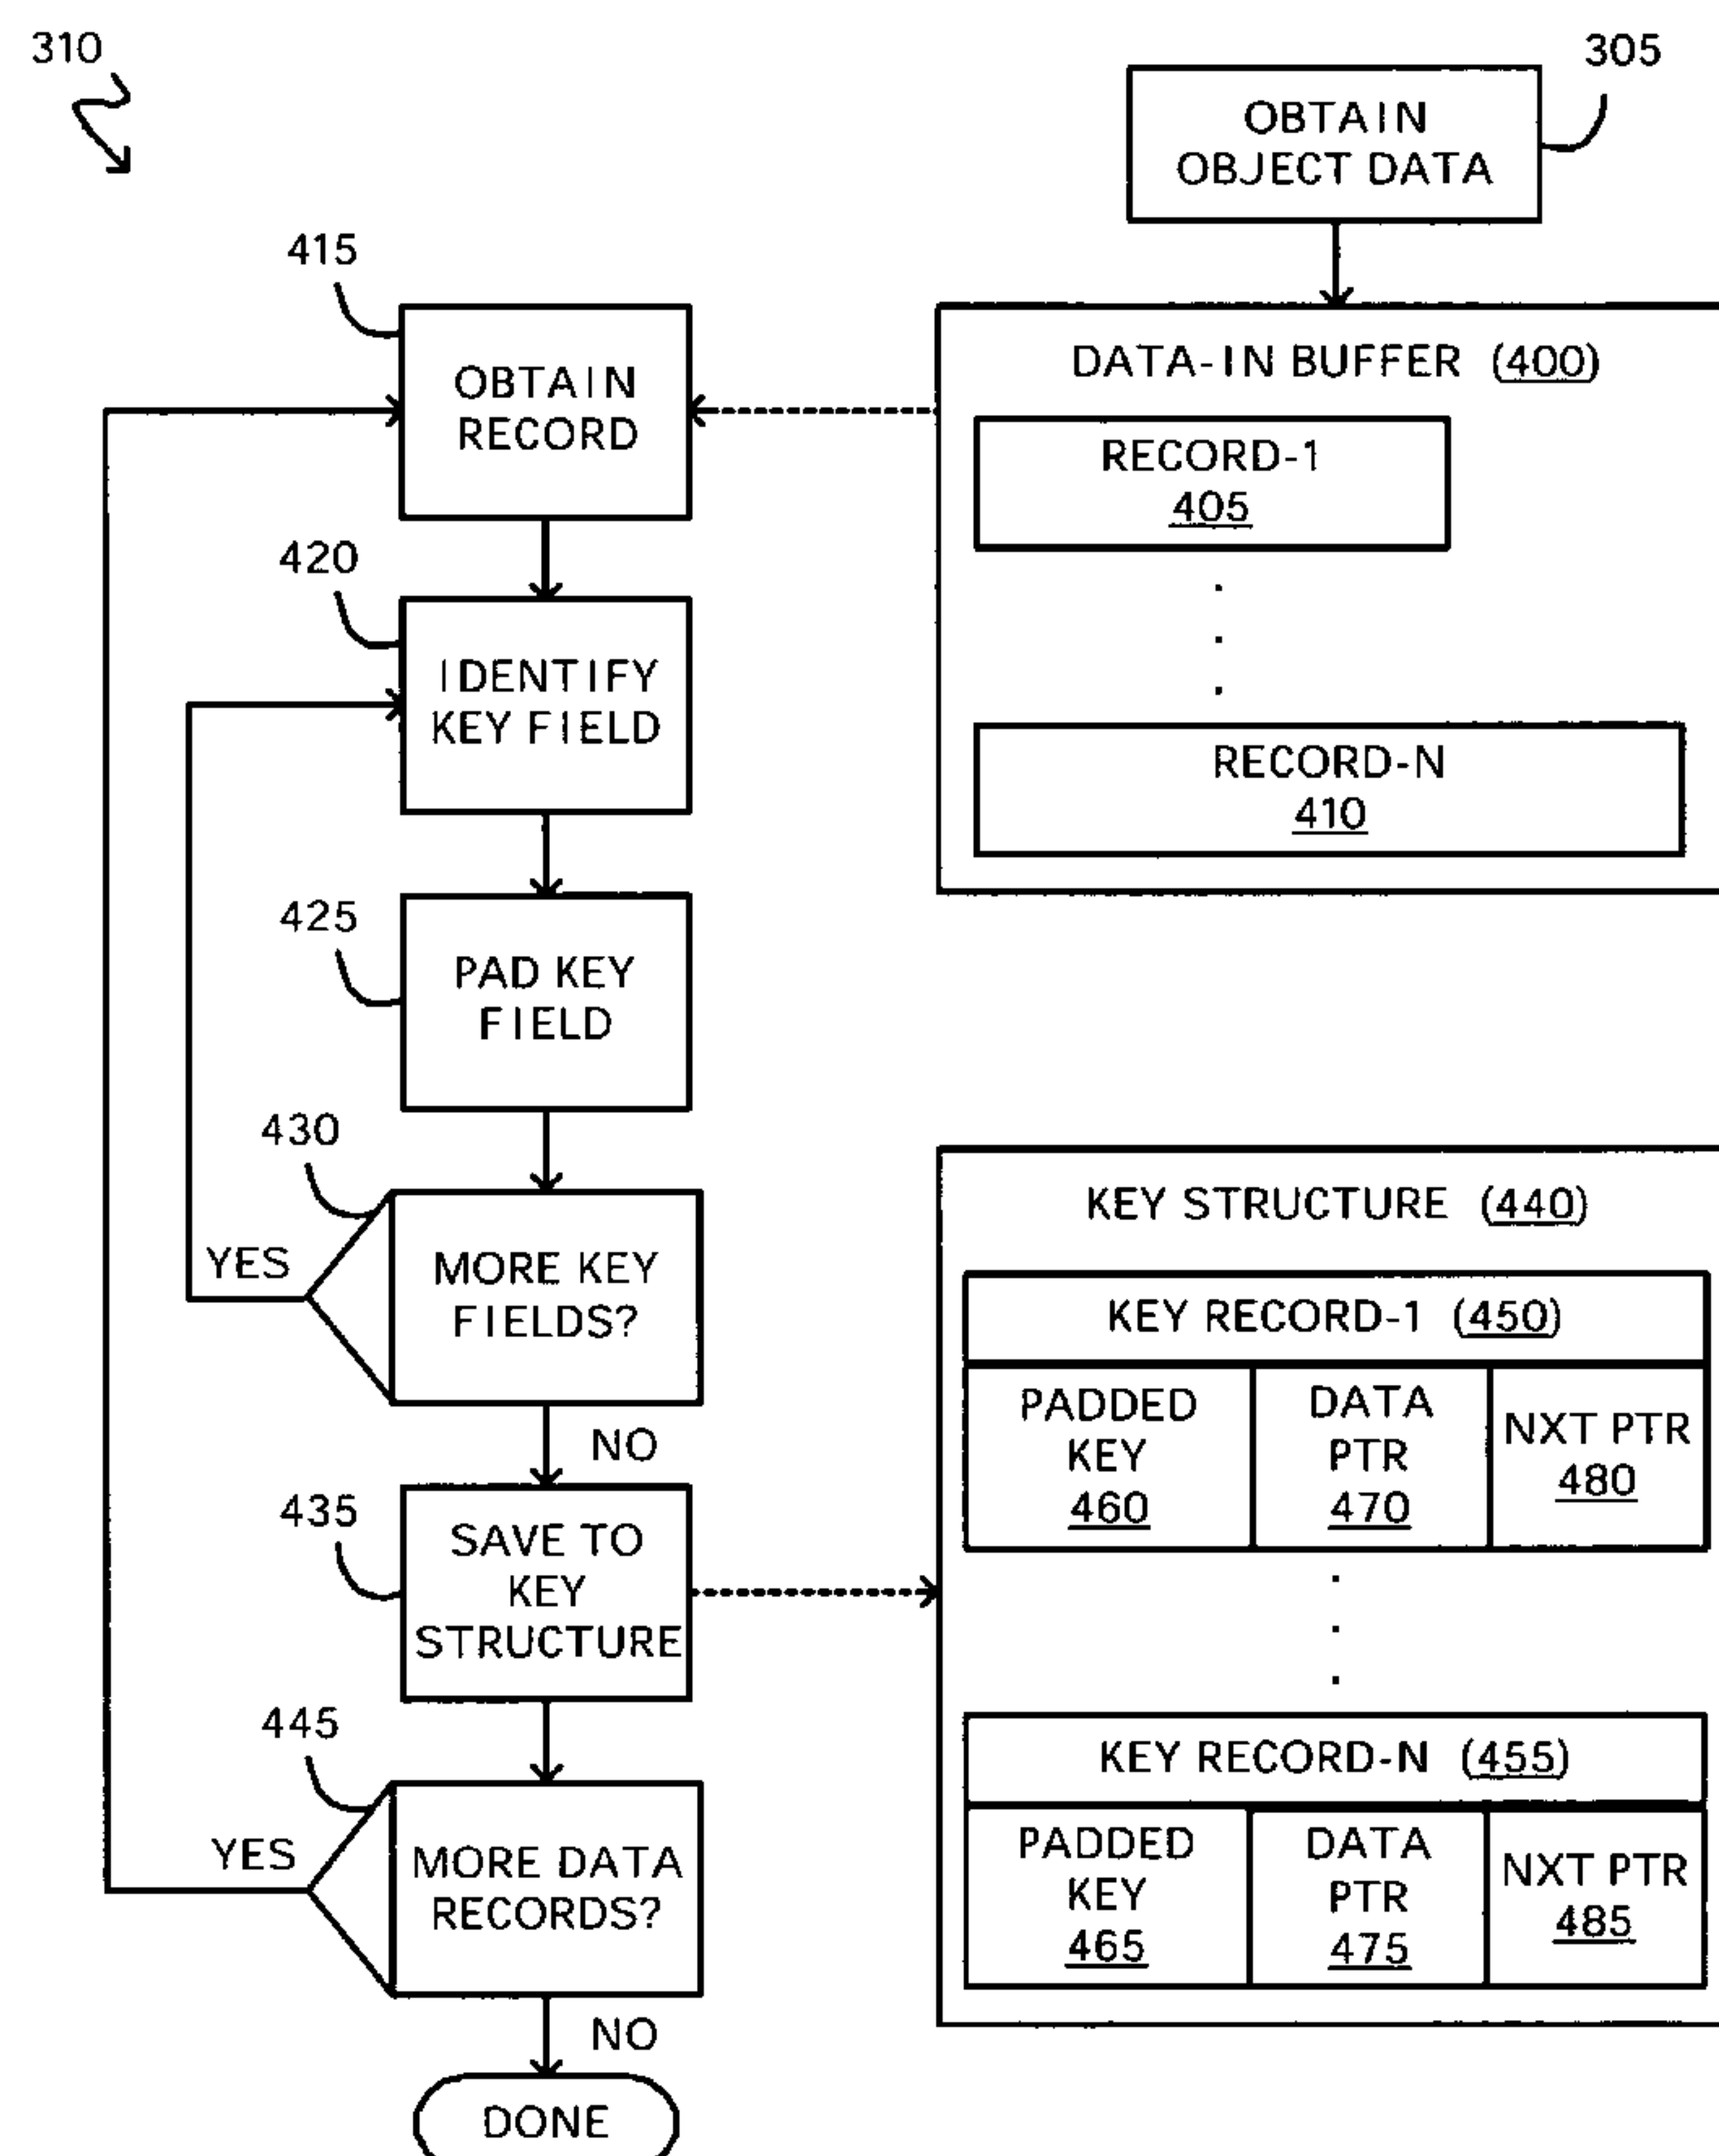 310
305
OBTAIN
OBJECT DATA
415
OBTAIN
RECORD
DATA-IN BUFFER (400)
RECORD-1
405
.
.
.
RECORD-N
410
420
IDENTIFY
KEY FIELD
425
PAD KEY
FIELD
430
YES
MORE KEY
FIELDS?
NO
435
SAVE TO
KEY
STRUCTURE
445
YES
MORE DATA
RECORDS?
NO
DONE
KEY STRUCTURE (440)
KEY RECORD-1 (450)
PADDED
KEY
460
DATA
PTR
470
NXT PTR
480
.
.
.
KEY RECORD-N (455)
PADDED
KEY
465
DATA
PTR
475
NXT PTR
485